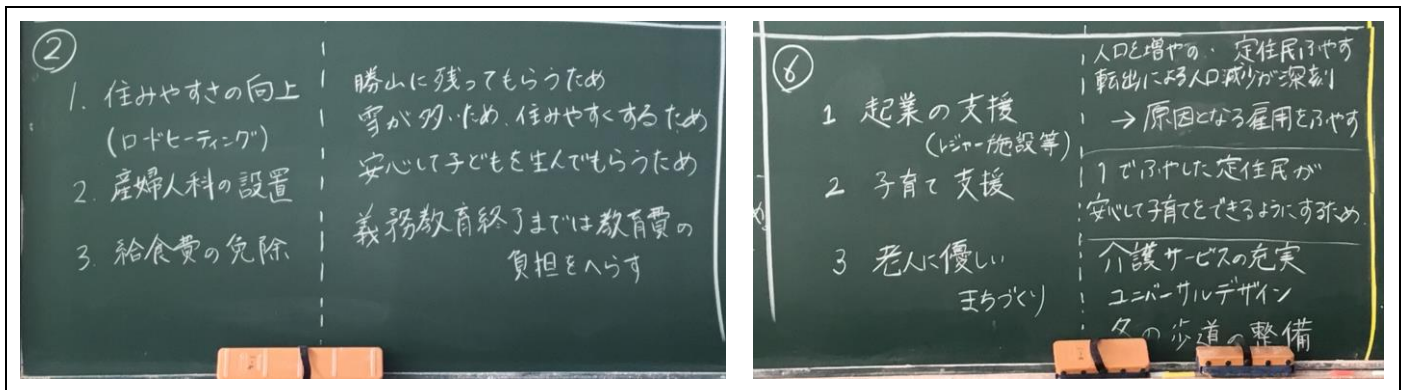 ②
1. 住みやすさの向上
(ロードヒーティング)
2. 産婦人科の設置
3. 給食費の免除
勝山に残ってもらうため
雪が多いため、住みやすくするため
安心して子どもを生んでもらうため
義務教育終了までは教育費の
負担をへらす
⑥
1 起業の支援
(レジャー施設等)
2 子育て支援
3 老人に優しい
まちづくり
人口を増やす・定住民ふやす
転出による人口減少が深刻
→原因となる雇用をふやす
1でふやした定住民が
安心して子育てをできるようにするため
介護サービスの充実
ユニバーサルデザイン
冬の歩道の整備